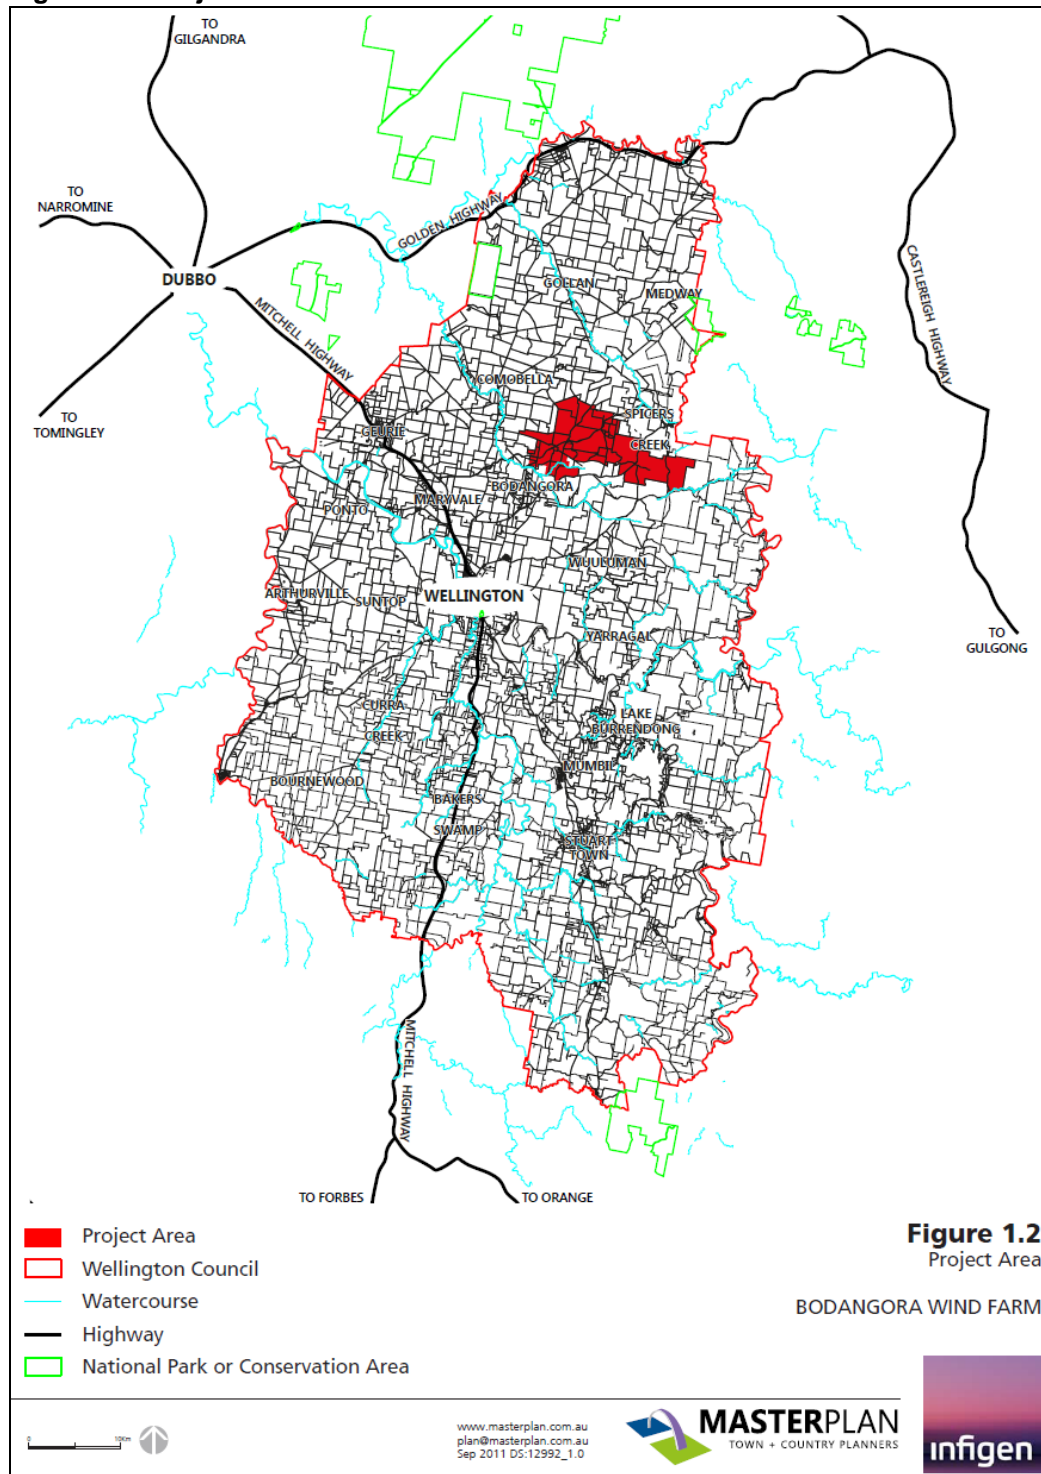 TO
GILGANDRA
TO
NARROMINE
GOLDEN HIGHWAY
DUBBO
CASTLEREIGH HIGHWAY
GOLLAN
MEDWAY
MITCHELL HIGHWAY
COMOBELLA
TO
TOMINGLEY
SPICERS
CREEK
GEURIE
BODANGORA
MARYVALE
PONTO
WUULUMAN
ARTHURVILLE
SUNTOP
WELLINGTON
YARRAGAL
TO
GULGONG
CURRA
CREEK
LAKE
BURRENDONG
MUMBIL
BOURNEWOOD
BAKERS
SWAMP
STUART
TOWN
MITCHELL HIGHWAY
TO FORBES
TO ORANGE
Project Area
Wellington Council
Watercourse
Highway
National Park or Conservation Area
Figure 1.2
Project Area
BODANGORA WIND FARM
0 10Km
www.masterplan.com.au
plan@masterplan.com.au
Sep 2011 DS:12992_1.0
MASTERPLAN
TOWN + COUNTRY PLANNERS
infigen